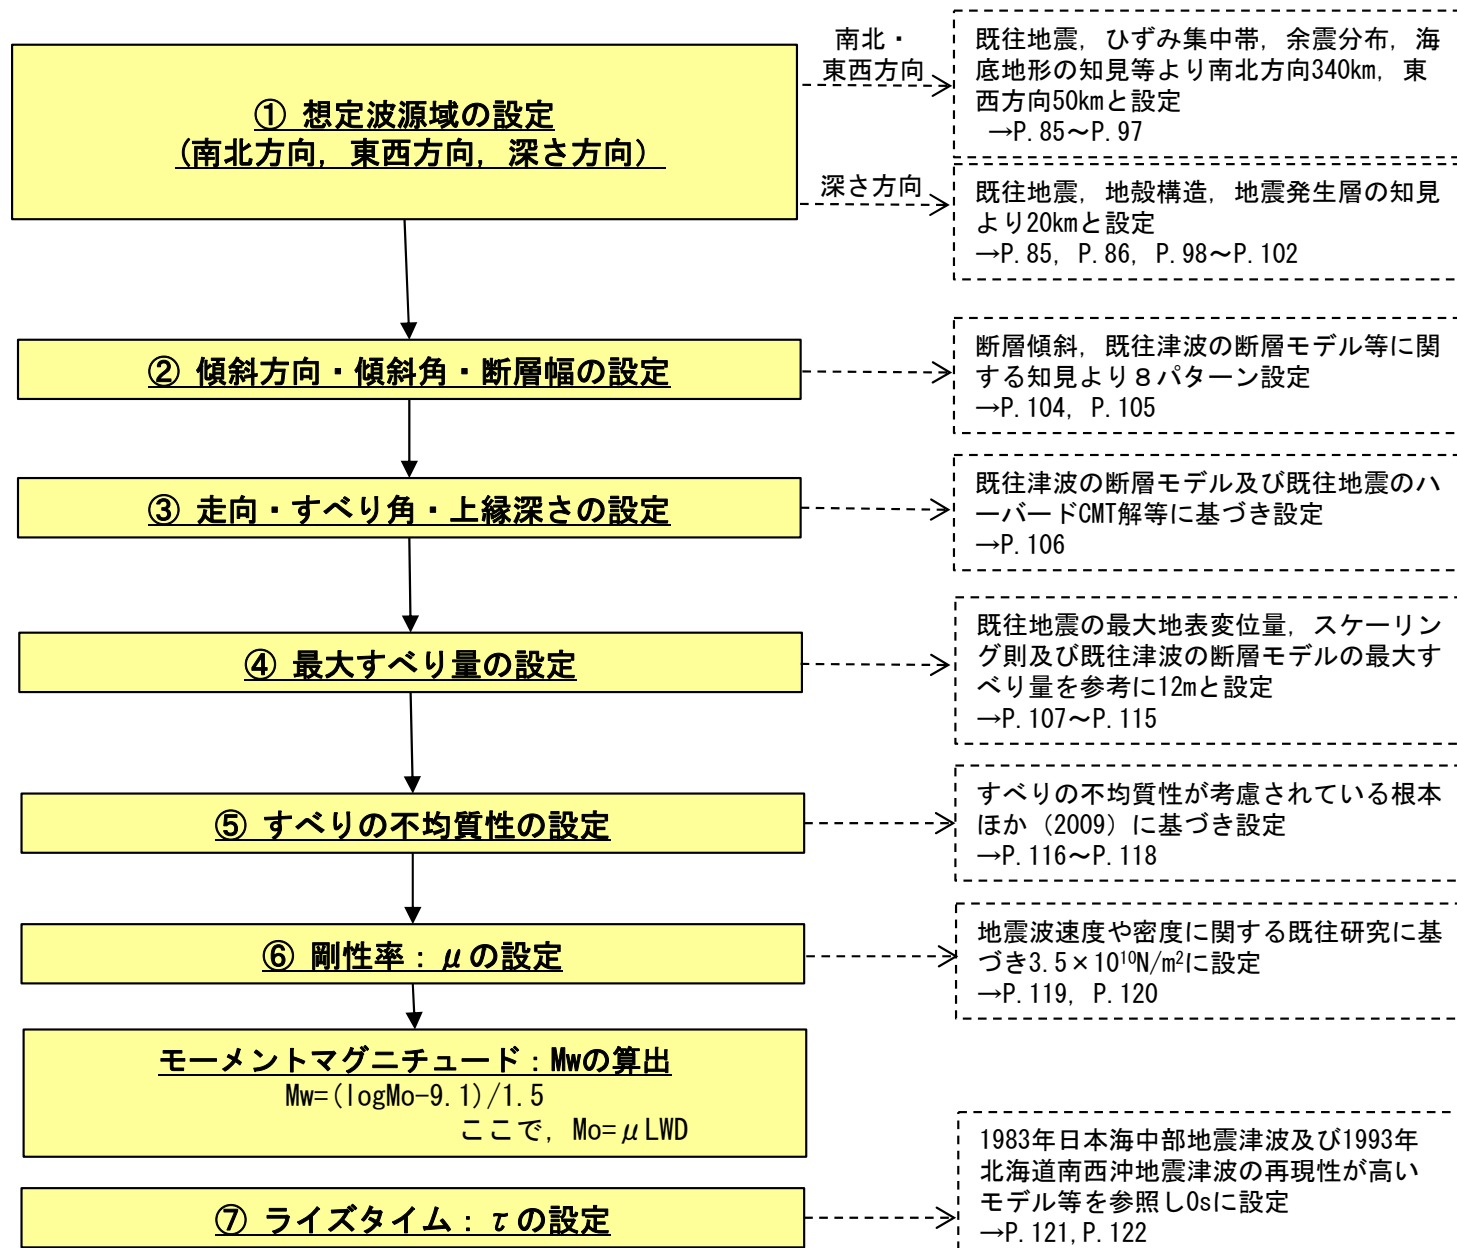 ① 想定波源域の設定
(南北方向, 東西方向, 深さ方向)
南北・
東西方向
既往地震, ひずみ集中帯, 余震分布, 海
底地形の知見等より南北方向340km, 東
西方向50kmと設定
→P.85～P.97
深さ方向
既往地震, 地殻構造, 地震発生層の知見
より20kmと設定
→P.85, P.86, P.98～P.102
② 傾斜方向・傾斜角・断層幅の設定
断層傾斜, 既往津波の断層モデル等に関
する知見より８パターン設定
→P.104, P.105
③ 走向・すべり角・上縁深さの設定
既往津波の断層モデル及び既往地震のハ
ーバードCMT解等に基づき設定
→P.106
④ 最大すべり量の設定
既往地震の最大地表変位量, スケーリン
グ則及び既往津波の断層モデルの最大す
べり量を参考に12mと設定
→P.107～P.115
⑤ すべりの不均質性の設定
すべりの不均質性が考慮されている根本
ほか（2009）に基づき設定
→P.116～P.118
⑥ 剛性率：μの設定
地震波速度や密度に関する既往研究に基
づき3.5×10¹⁰N/m²に設定
→P.119, P.120
モーメントマグニチュード：Mwの算出
Mw=(logMo-9.1)/1.5
ここで, Mo=μLWD
⑦ ライズタイム：τの設定
1983年日本海中部地震津波及び1993年
北海道南西沖地震津波の再現性が高い
モデル等を参照し0sに設定
→P.121,P.122